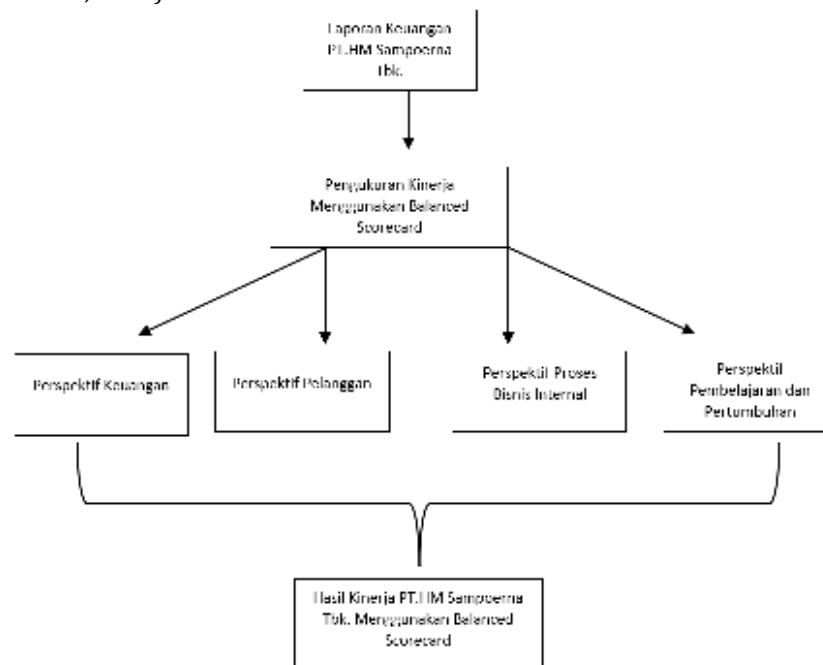 Laporan Keuangan
PT.HM Sampoerna
Tbk.
Pengukuran Kinerja
Menggunakan Balanced
Scorecard
Perspektif Keuangan
Perspektif Pelanggan
Perspektif Proses
Bisnis Internal
Perspektif
Pembelajaran dan
Pertumbuhan
Hasil Kinerja PT.HM Sampoerna
Tbk. Menggunakan Balanced
Scorecard